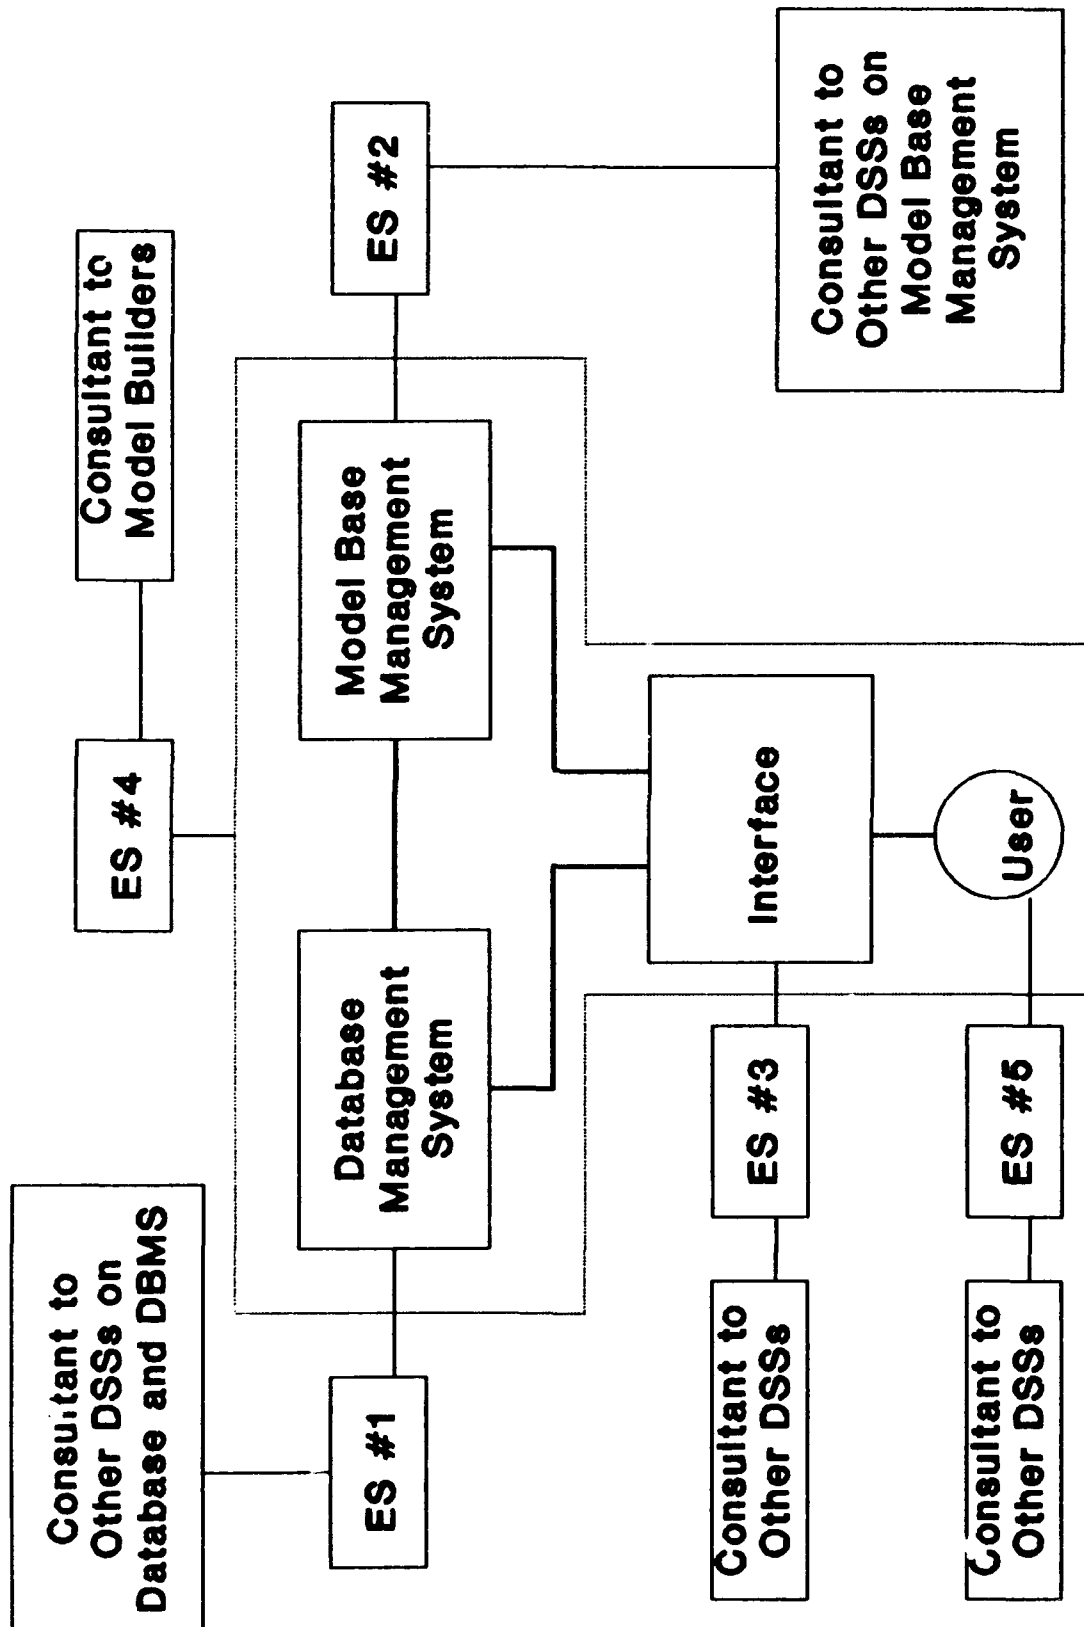 Consultant to
Other DSSs on
Database and DBMS
ES #4
Consultant to
Model Builders
ES #1
Database
Management
System
Model Base
Management
System
ES #2
Consultant to
Other DSSs
ES #3
Interface
Consultant to
Other DSSs on
Model Base
Management
System
Consultant to
Other DSSs
ES #5
User